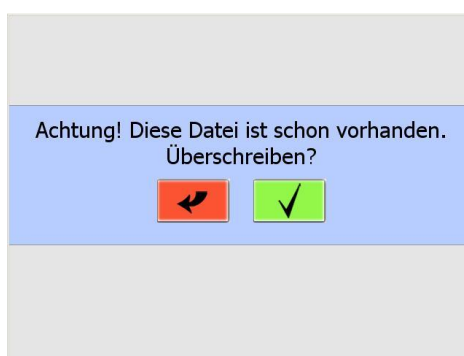 Achtung! Diese Datei ist schon vorhanden.
Überschreiben?